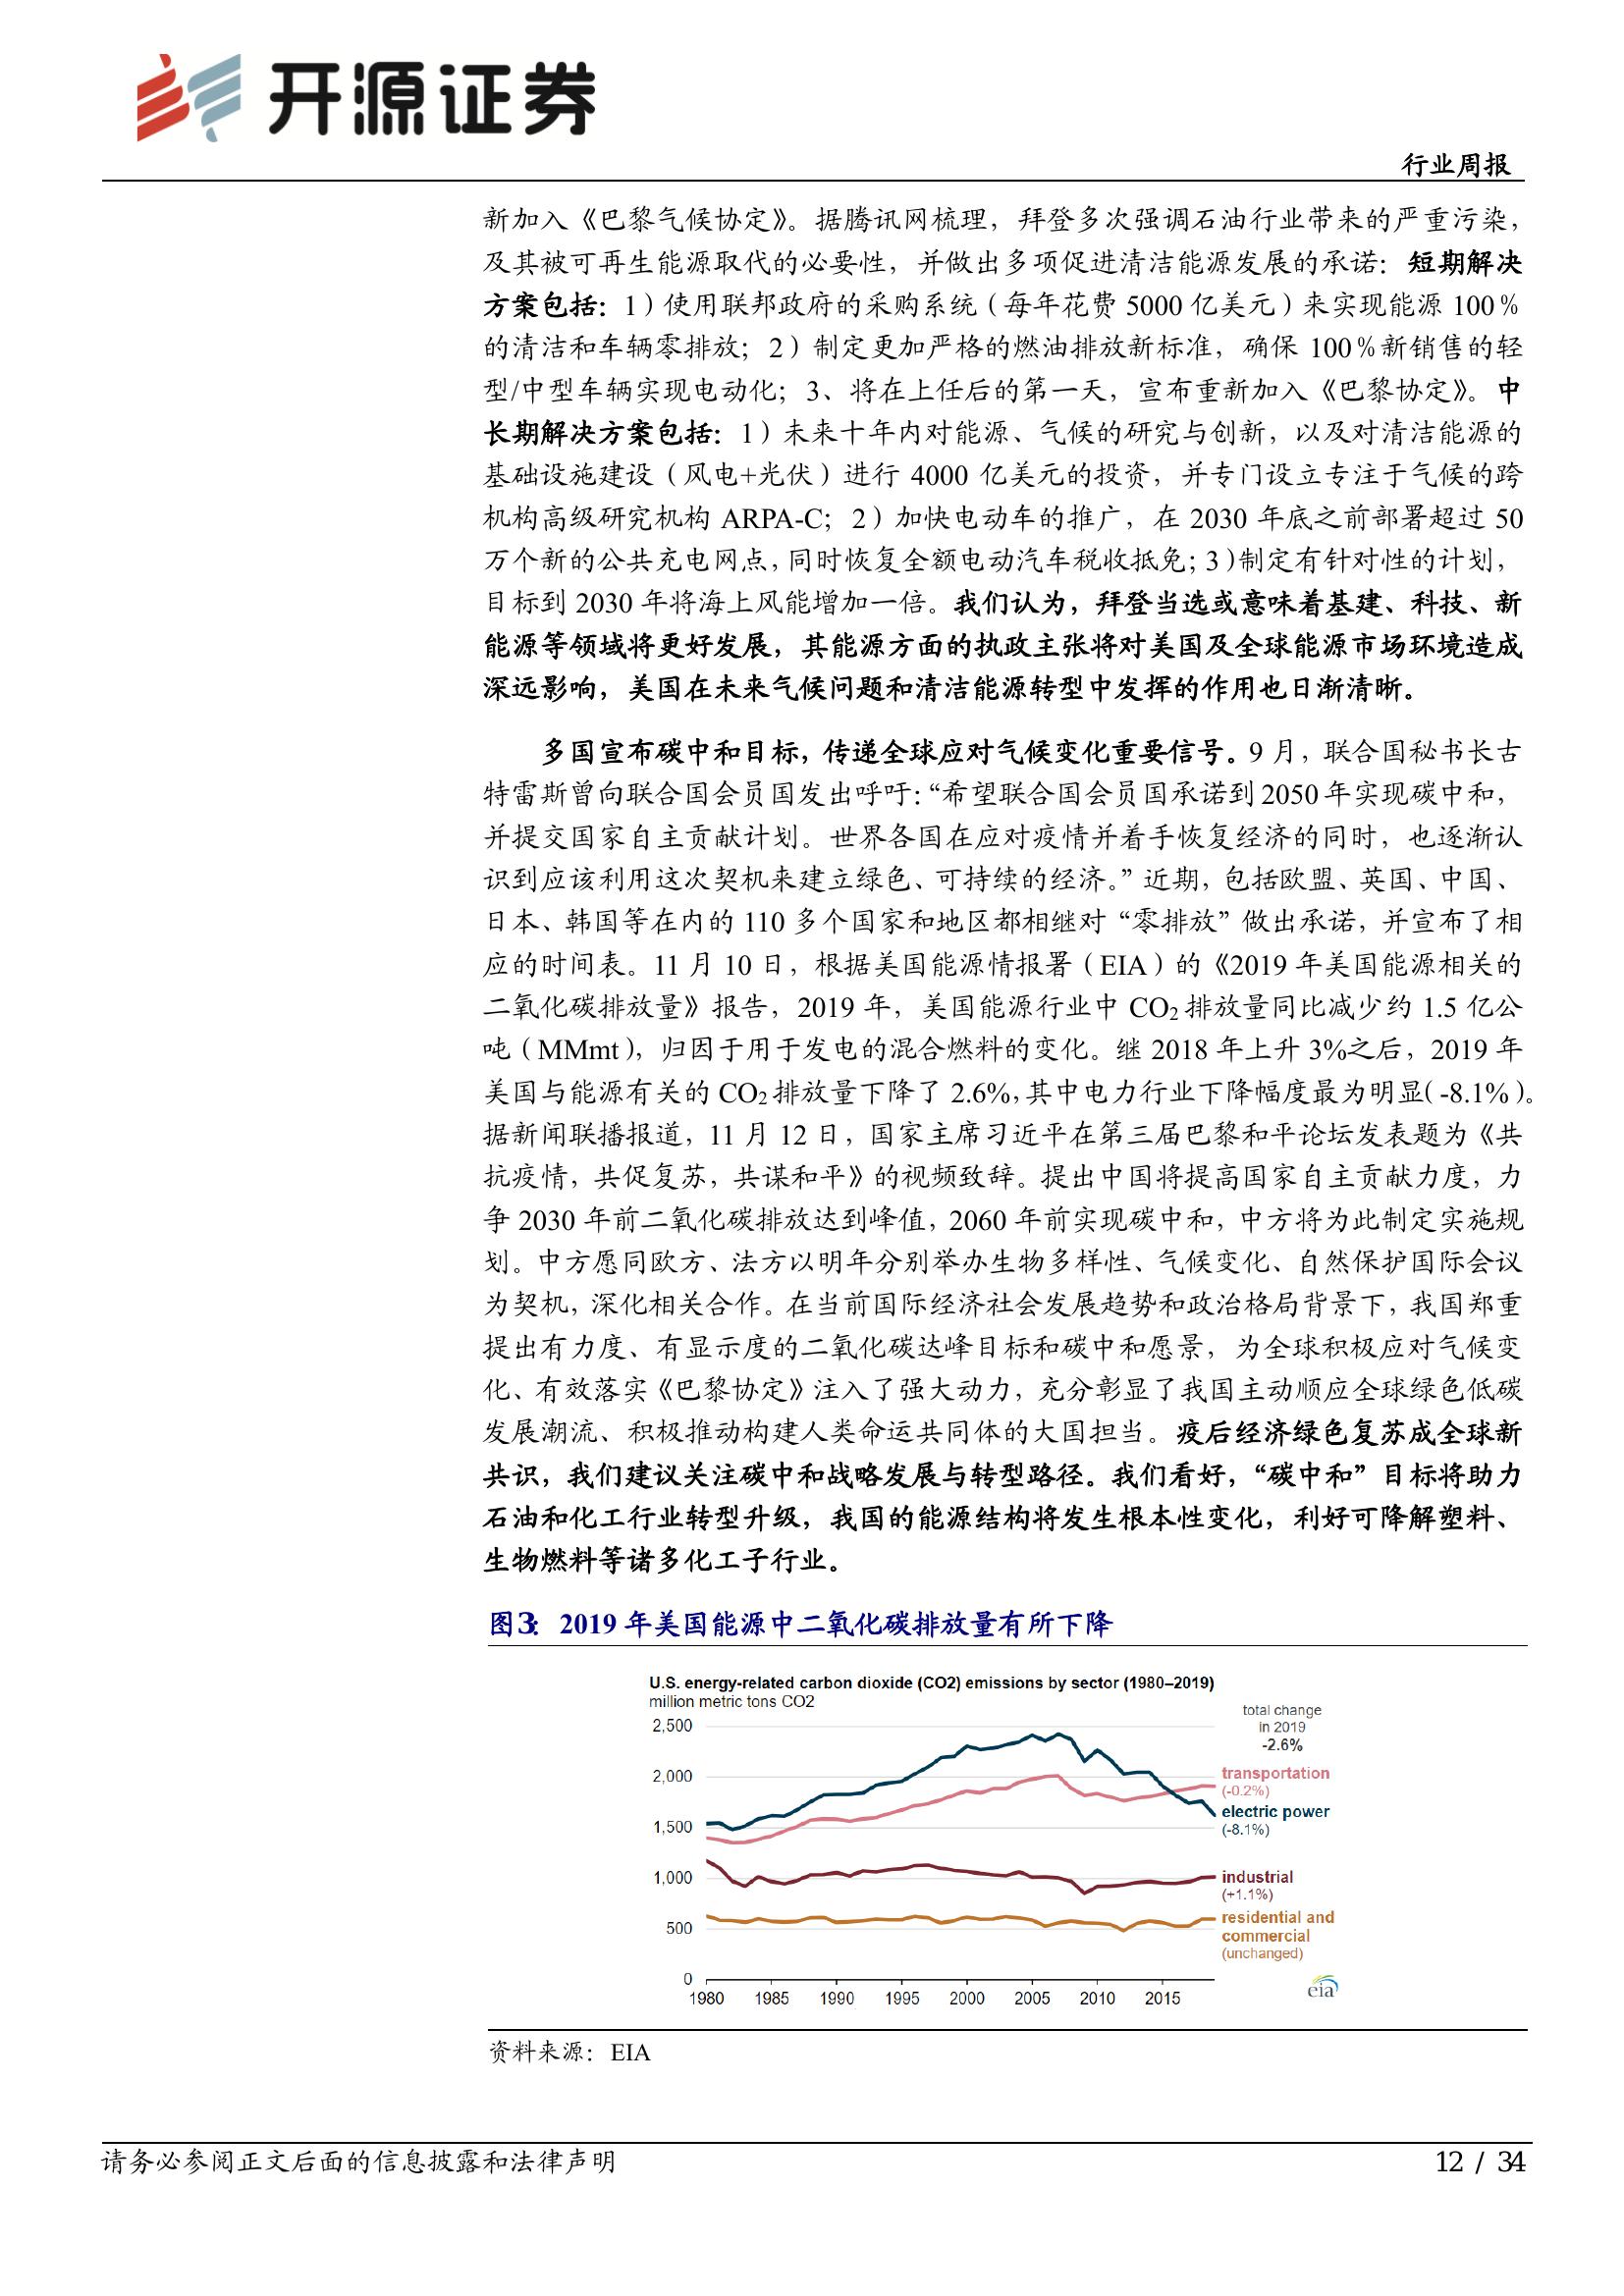 开源证券
行业周报
新加入《巴黎气候协定》。据腾讯网梳理，拜登多次强调石油行业带来的严重污染，
及其被可再生能源取代的必要性，并做出多项促进清洁能源发展的承诺：短期解决
方案包括：1）使用联邦政府的采购系统（每年花费 5000 亿美元）来实现能源 100％
的清洁和车辆零排放；2）制定更加严格的燃油排放新标准，确保 100％新销售的轻
型/中型车辆实现电动化；3、将在上任后的第一天，宣布重新加入《巴黎协定》。中
长期解决方案包括：1）未来十年内对能源、气候的研究与创新，以及对清洁能源的
基础设施建设（风电+光伏）进行 4000 亿美元的投资，并专门设立专注于气候的跨
机构高级研究机构 ARPA-C；2）加快电动车的推广，在 2030 年底之前部署超过 50
万个新的公共充电网点，同时恢复全额电动汽车税收抵免；3）制定有针对性的计划，
目标到 2030 年将海上风能增加一倍。我们认为，拜登当选或意味着基建、科技、新
能源等领域将更好发展，其能源方面的执政主张将对美国及全球能源市场环境造成
深远影响，美国在未来气候问题和清洁能源转型中发挥的作用也日渐清晰。
多国宣布碳中和目标，传递全球应对气候变化重要信号。9 月，联合国秘书长古
特雷斯曾向联合国会员国发出呼吁：“希望联合国会员国承诺到 2050 年实现碳中和，
并提交国家自主贡献计划。世界各国在应对疫情并着手恢复经济的同时，也逐渐认
识到应该利用这次契机来建立绿色、可持续的经济。”近期，包括欧盟、英国、中国、
日本、韩国等在内的 110 多个国家和地区都相继对“零排放”做出承诺，并宣布了相
应的时间表。11 月 10 日，根据美国能源情报署（EIA）的《2019 年美国能源相关的
二氧化碳排放量》报告，2019 年，美国能源行业中 CO2 排放量同比减少约 1.5 亿公
吨（MMmt），归因于用于发电的混合燃料的变化。继 2018 年上升 3%之后，2019 年
美国与能源有关的 CO2 排放量下降了 2.6%，其中电力行业下降幅度最为明显（-8.1%）。
据新闻联播报道，11 月 12 日，国家主席习近平在第三届巴黎和平论坛发表题为《共
抗疫情，共促复苏，共谋和平》的视频致辞。提出中国将提高国家自主贡献力度，力
争 2030 年前二氧化碳排放达到峰值，2060 年前实现碳中和，中方将为此制定实施规
划。中方愿同欧方、法方以明年分别举办生物多样性、气候变化、自然保护国际会议
为契机，深化相关合作。在当前国际经济社会发展趋势和政治格局背景下，我国郑重
提出有力度、有显示度的二氧化碳达峰目标和碳中和愿景，为全球积极应对气候变
化、有效落实《巴黎协定》注入了强大动力，充分彰显了我国主动顺应全球绿色低碳
发展潮流、积极推动构建人类命运共同体的大国担当。疫后经济绿色复苏成全球新
共识，我们建议关注碳中和战略发展与转型路径。我们看好，“碳中和”目标将助力
石油和化工行业转型升级，我国的能源结构将发生根本性变化，利好可降解塑料、
生物燃料等诸多化工子行业。
图3：2019 年美国能源中二氧化碳排放量有所下降
U.S. energy-related carbon dioxide (CO2) emissions by sector (1980–2019)
million metric tons CO2
total change
in 2019
-2.6%
2,500
2,000
1,500
1,000
500
0
transportation
(-0.2%)
electric power
(-8.1%)
industrial
(+1.1%)
residential and
commercial
(unchanged)
1980 1985 1990 1995 2000 2005 2010 2015
eia
资料来源：EIA
请务必参阅正文后面的信息披露和法律声明
12 / 34